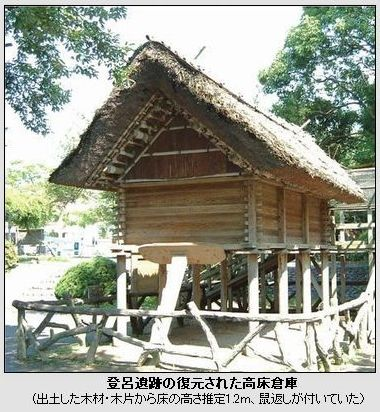 登呂遺跡の復元された高床倉庫
（出土した木材・木片から床の高さ推定1.2m、鼠返しが付いていた）